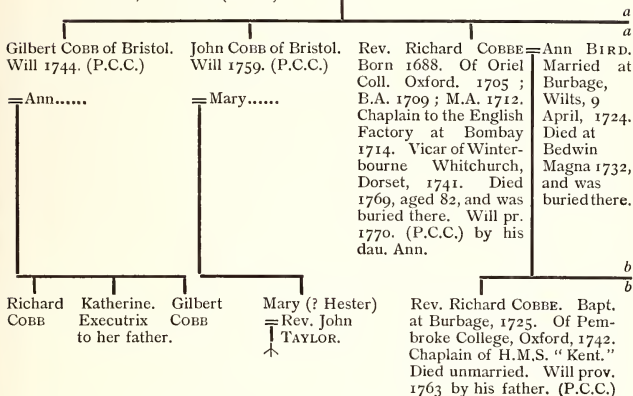 a
a
Gilbert COBB of Bristol.
Will 1744. (P.C.C.)
=Ann......
John COBB of Bristol.
Will 1759. (P.C.C.)
=Mary......
Rev. Richard COBBE=Ann BIRD.
Born 1688. Of Oriel
Coll. Oxford. 1705 ;
B.A. 1709 ; M.A. 1712.
Chaplain to the English
Factory at Bombay
1714. Vicar of Winter-
bourne Whitchurch,
Dorset, 1741. Died
1769, aged 82, and was
buried there. Will pr.
1770. (P.C.C.) by his
dau. Ann.
Married at
Burbage,
Wilts, 9
April, 1724.
Died at
Bedwin
Magna 1732,
and was
buried there.
b
b
Richard
COBB
Katherine.
Executrix
to her father.
Gilbert
COBB
Mary (? Hester)
=Rev. John
TAYLOR.
Rev. Richard COBBE. Bapt.
at Burbage, 1725. Of Pem-
broke College, Oxford, 1742.
Chaplain of H.M.S. "Kent."
Died unmarried. Will prov.
1763 by his father. (P.C.C.)